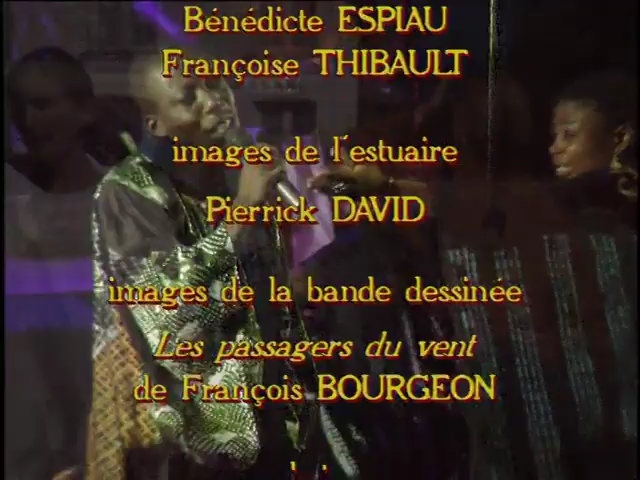 Bénédicte ESPIAU
Françoise THIBAULT
images de l'estuaire
Pierrick DAVID
images de la bande dessinée
Les passagers du vent
de François BOURGEON